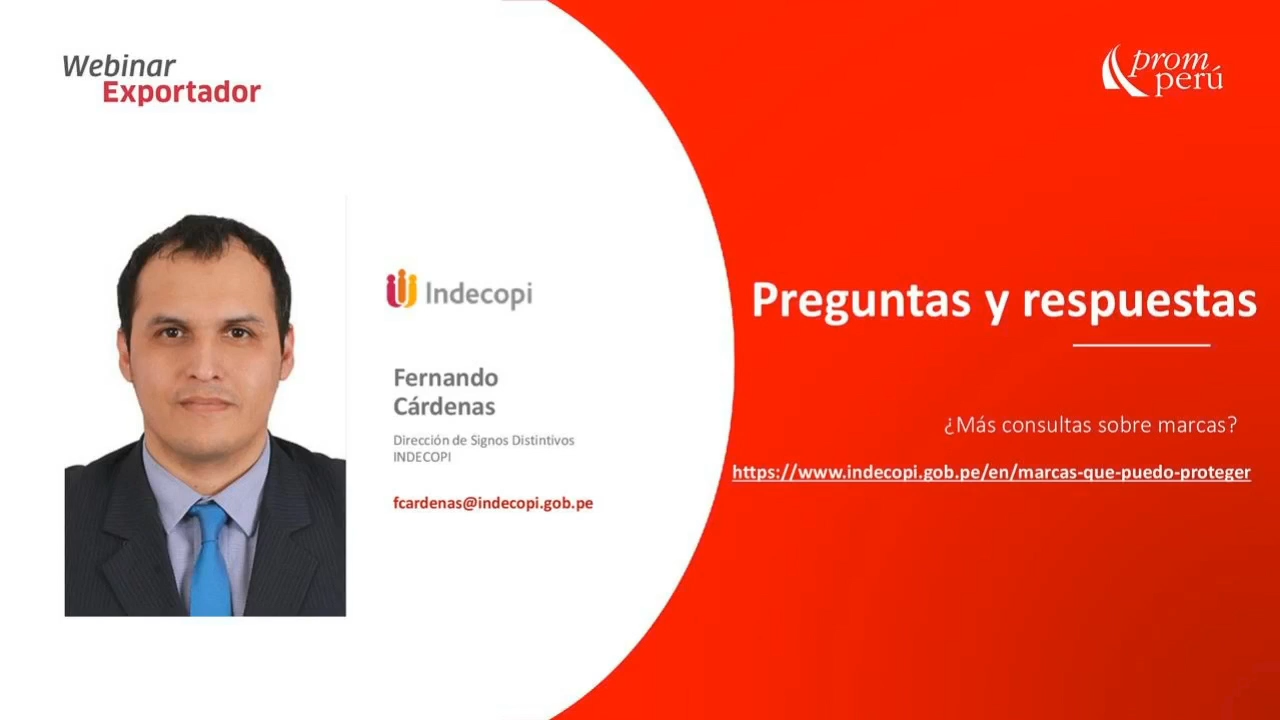 Webinar
Exportador
prom
perú
Indecopi
Fernando
Cárdenas
Dirección de Signos Distintivos
INDECOPI
fcardenas@indecopi.gob.pe
Preguntas y respuestas
¿Más consultas sobre marcas?
https://www.indecopi.gob.pe/en/marcas-que-puedo-proteger